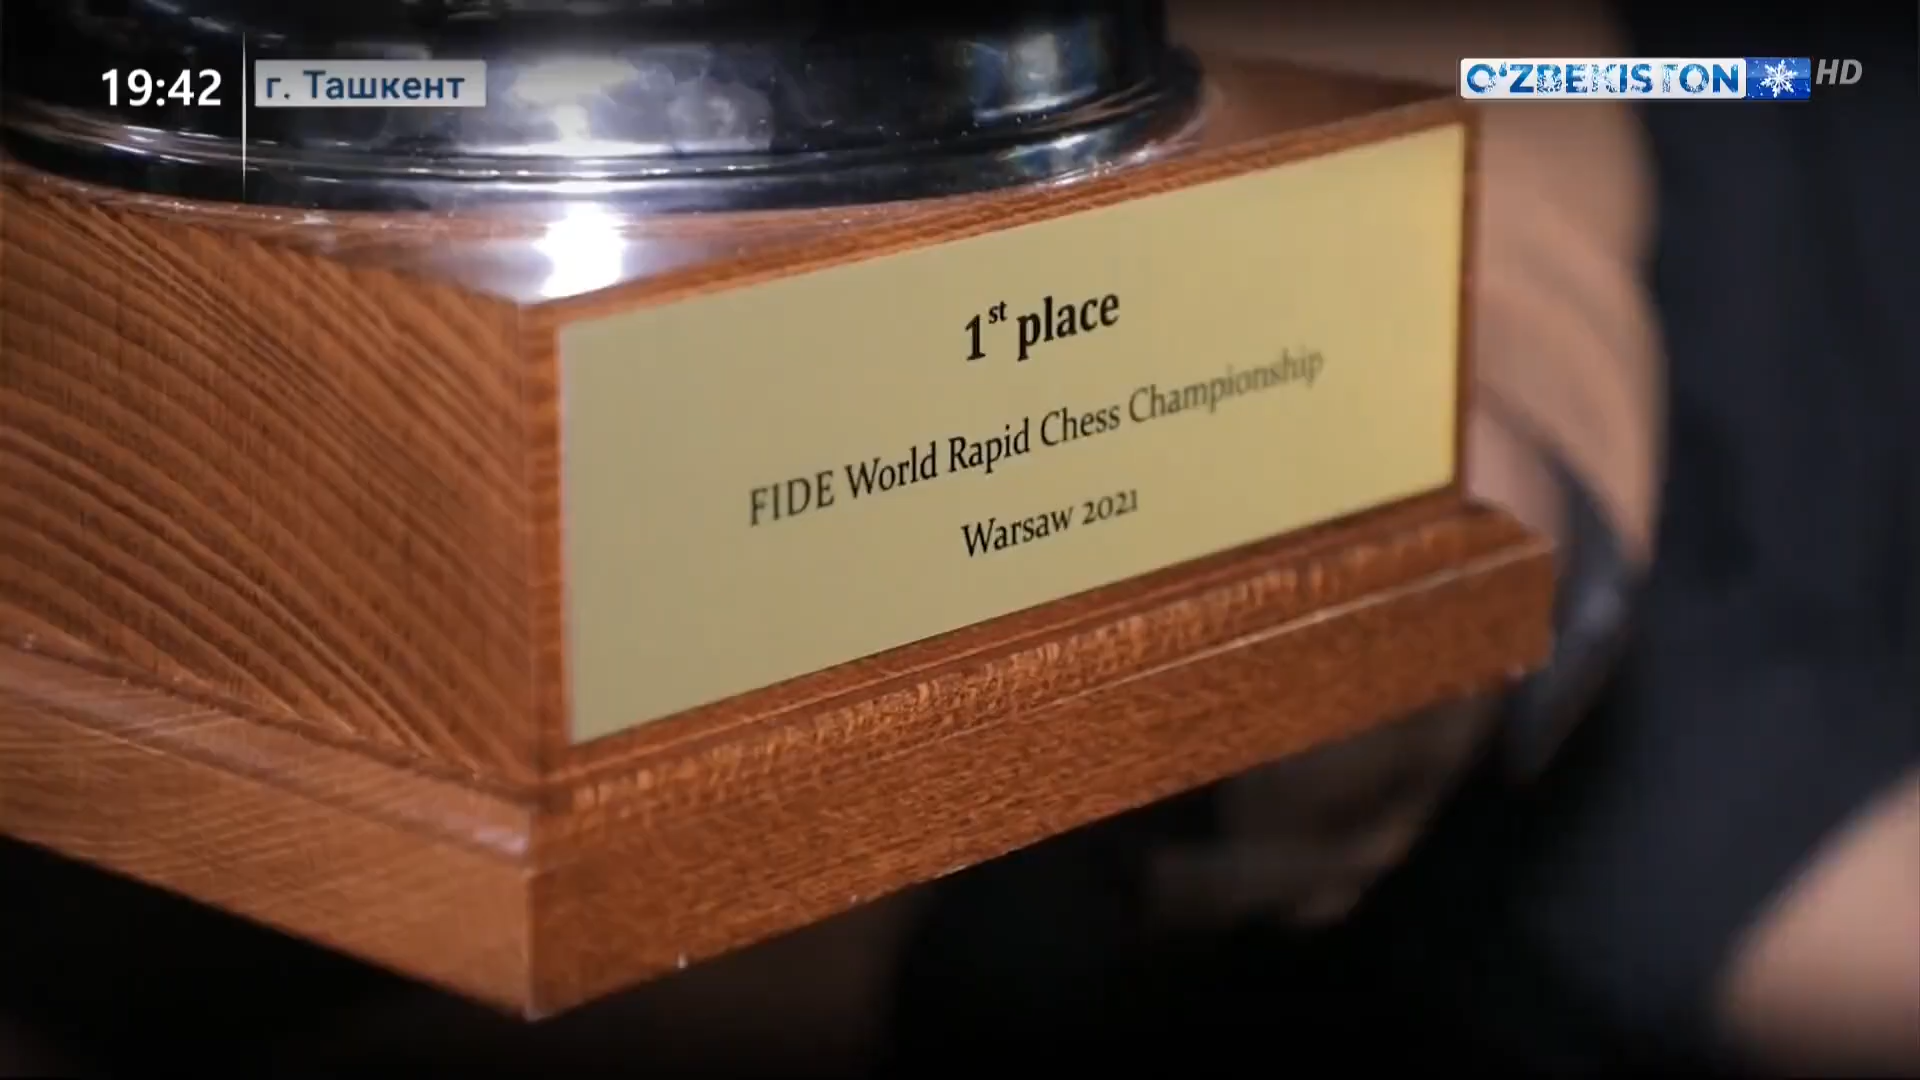 19:42
г. Ташкент
O‘ZBEKISTON HD
1st place
FIDE World Rapid Chess Championship
Warsaw 2021